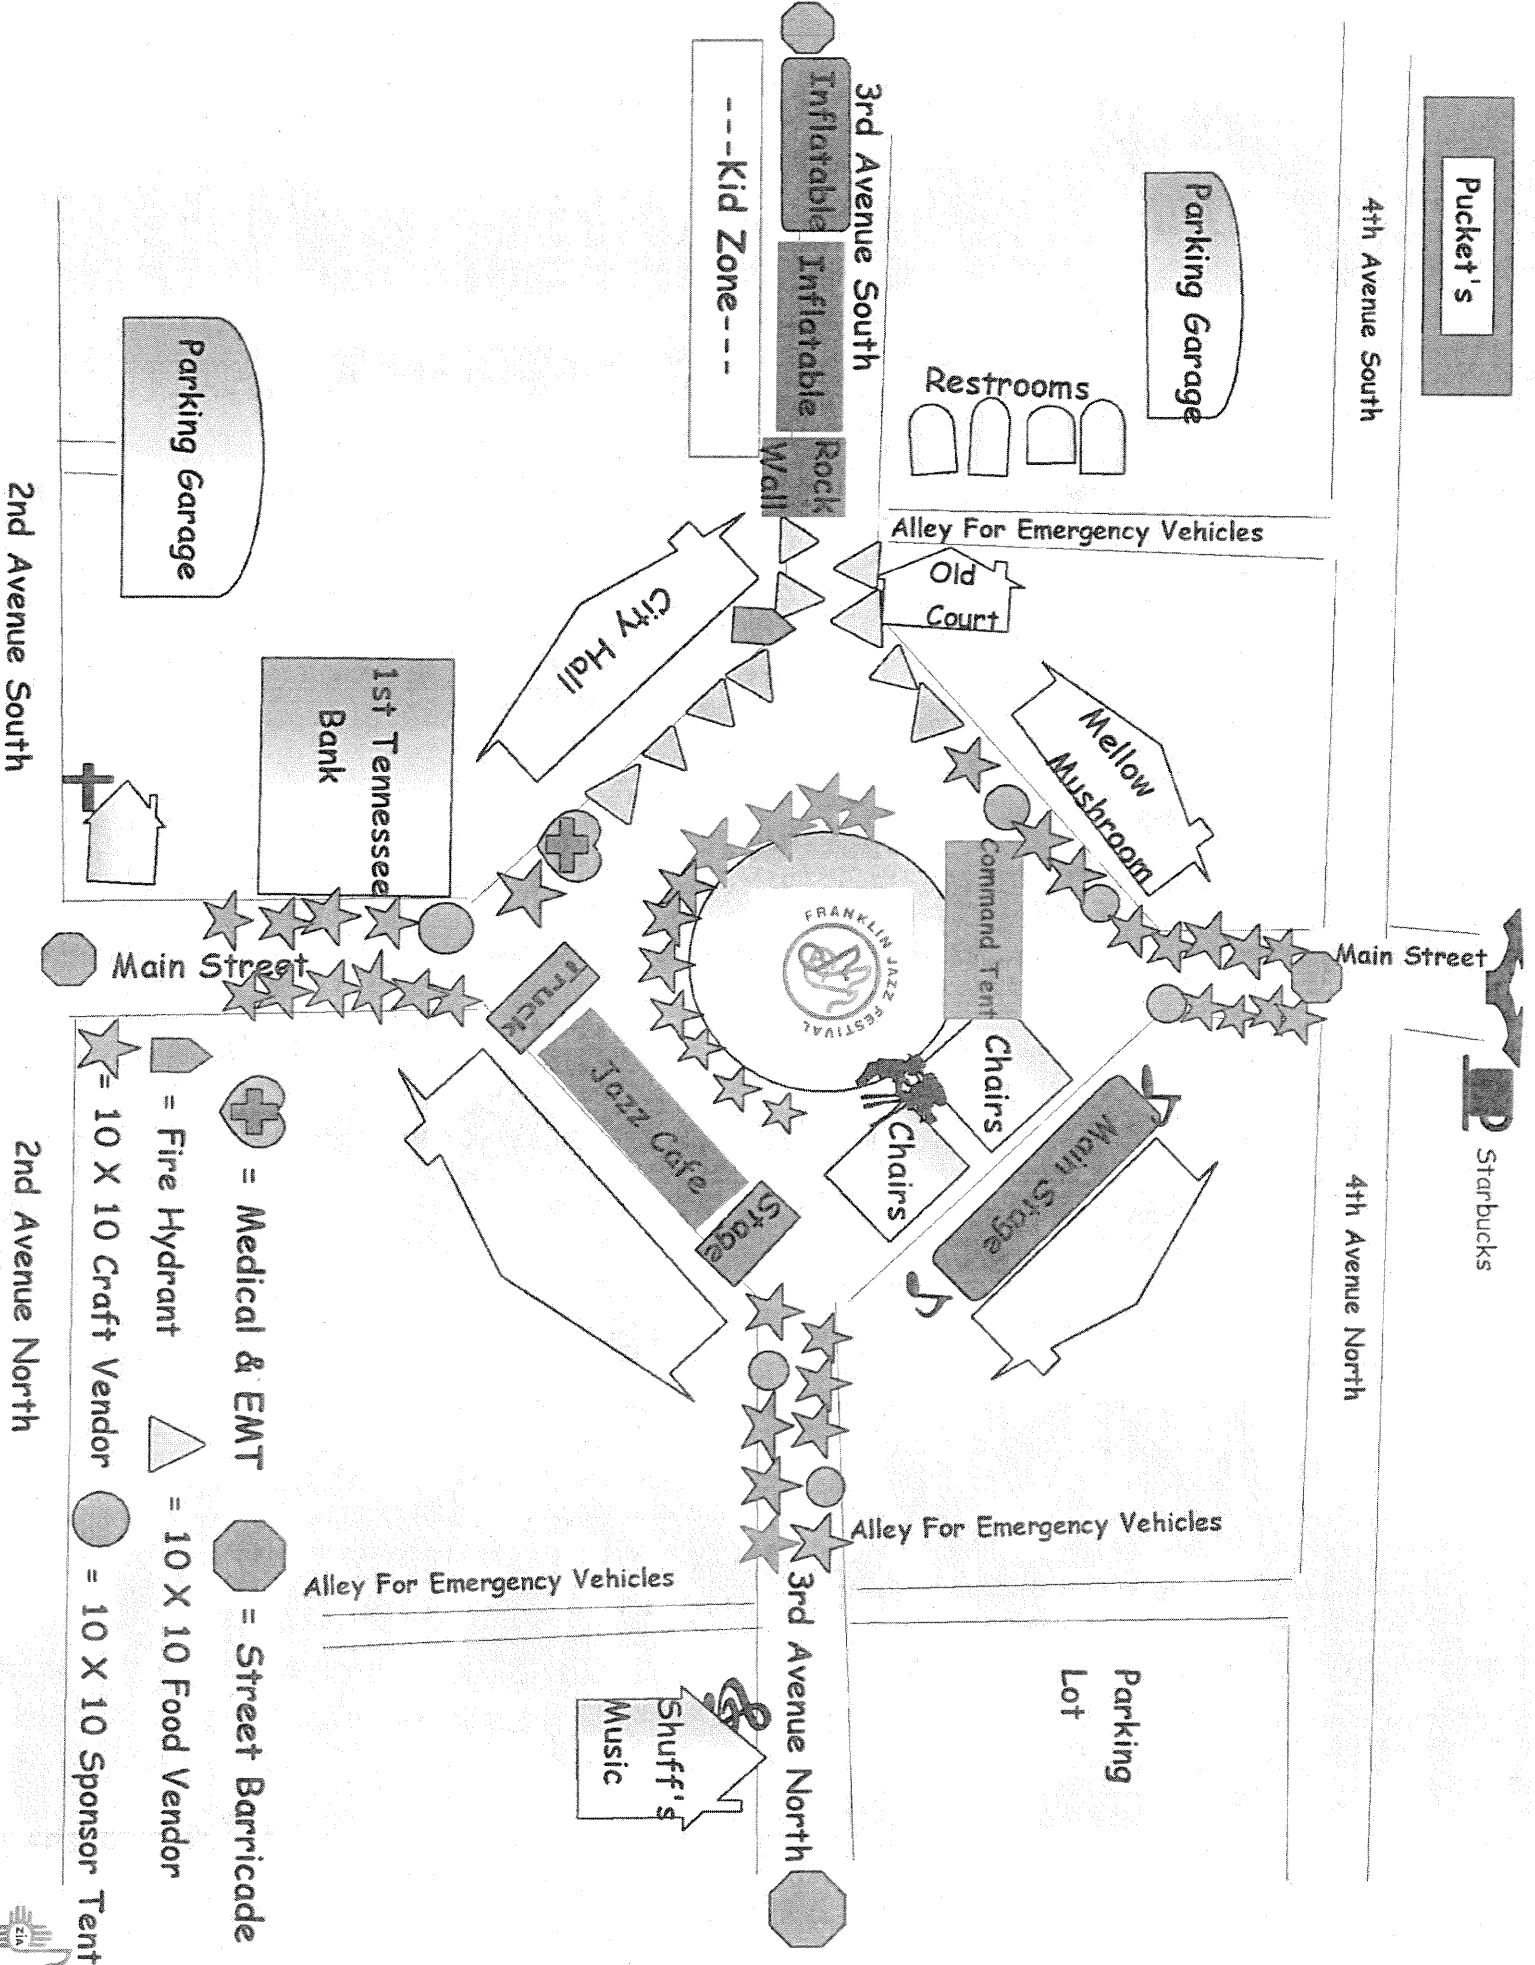 Pucket's
4th Avenue South
Main Street
Starbucks
4th Avenue North
Parking Garage
Restrooms
Alley For Emergency Vehicles
Old
Court
Mellow
Mushroom
Command Tent
Chairs
Chairs
Main Stage
Alley For Emergency Vehicles
Parking
Lot
3rd Avenue South
Inflatable
Inflatable
Rock
Wall
---Kid Zone---
City Hall
FRANKLIN JAZZ FESTIVAL
Truck
Jazz Cafe
Stage
3rd Avenue North
Alley For Emergency Vehicles
Shuff's
Music
Parking Garage
1st Tennessee
Bank
Main Street
2nd Avenue South
2nd Avenue North
= Medical & EMT
= Street Barricade
= Fire Hydrant
= 10 X 10 Food Vendor
= 10 X 10 Craft Vendor
= 10 X 10 Sponsor Tent
ZIA